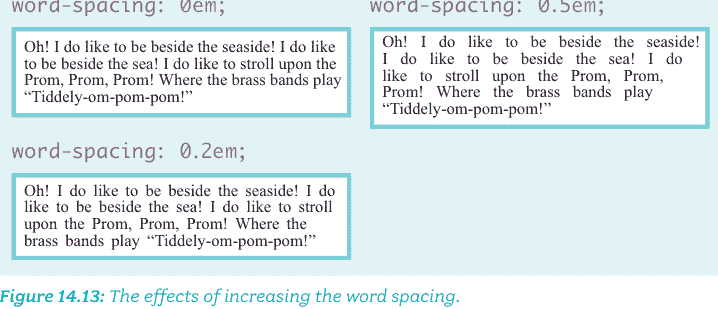 word-spacing: 0em;
Oh! I do like to be beside the seaside! I do like
to be beside the sea! I do like to stroll upon the
Prom, Prom, Prom! Where the brass bands play
“Tiddely-om-pom-pom!”
word-spacing: 0.2em;
Oh! I do like to be beside the seaside! I do
like to be beside the sea! I do like to stroll
upon the Prom, Prom, Prom! Where the
brass bands play “Tiddely-om-pom-pom!”
word-spacing: 0.5em;
Oh! I do like to be beside the seaside!
I do like to be beside the sea! I do
like to stroll upon the Prom, Prom,
Prom! Where the brass bands play
“Tiddely-om-pom-pom!”
Figure 14.13: The effects of increasing the word spacing.